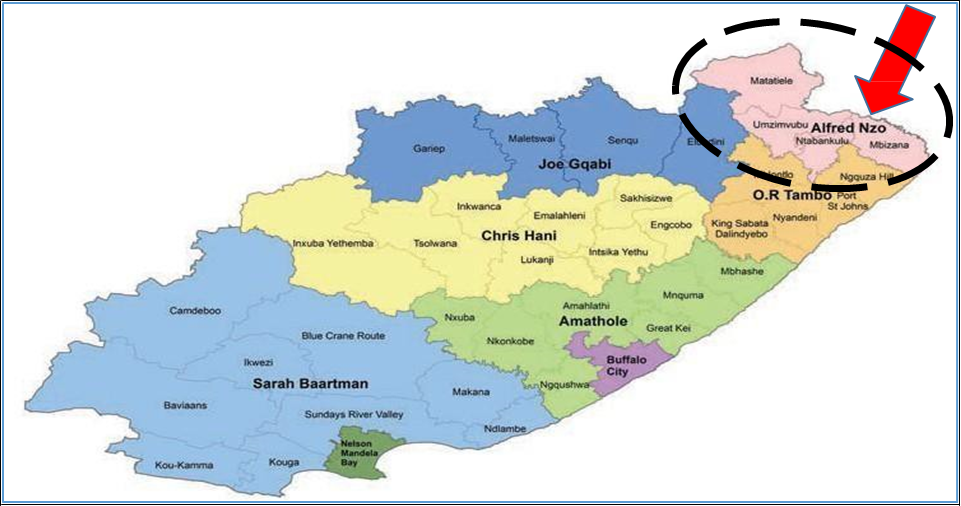 Matatiele
Umzimvubu
Alfred Nzo
Ntabankulu
Mbizana
Gariep
Maletswai
Senqu
Joe Gqabi
Ngquza Hill
O.R Tambo
Port
St Johns
Nyandeni
King Sabata
Dalindyebo
Sakhisizwe
Inkwanca
Emalahleni
Engcobo
Chris Hani
Inxuba Yethemba
Tsolwana
Intsika Yethu
Lukanji
Mbhashe
Mnquma
Amahlathi
Nxuba
Amathole
Great Kei
Nkonkobe
Buffalo
City
Ngqushwa
Camdeboo
Blue Crane Route
Ikwezi
Sarah Baartman
Makana
Baviaans
Sundays River Valley
Ndlambe
Nelson
Mandela
Bay
Kou-Kamma
Kouga